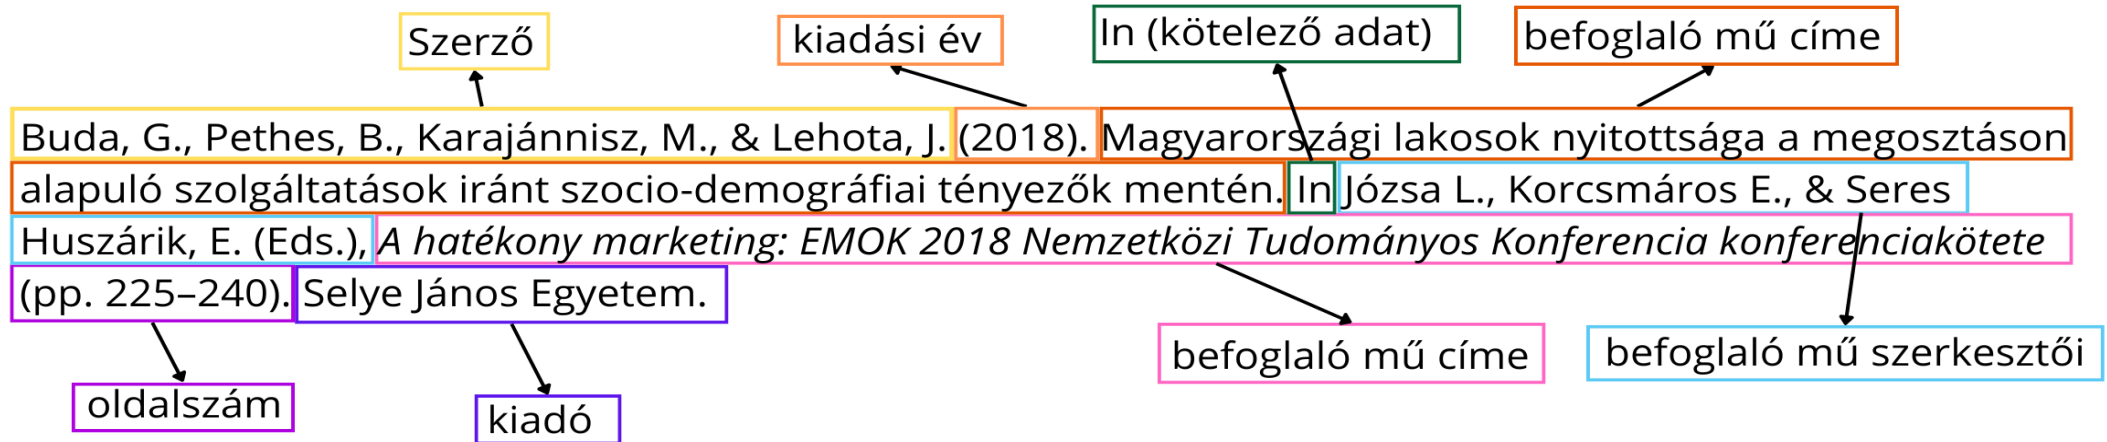 Szerző
kiadási év
In (kötelező adat)
befoglaló mű címe
Buda, G., Pethes, B., Karajánnisz, M., & Lehota, J. (2018). Magyarországi lakosok nyitottsága a megosztáson
alapuló szolgáltatások iránt szocio-demográfiai tényezők mentén. In Józsa L., Korcsmáros E., & Seres
Huszárik, E. (Eds.), A hatékony marketing: EMOK 2018 Nemzetközi Tudományos Konferencia konferenciakötete
(pp. 225–240). Selye János Egyetem.
befoglaló mű címe
befoglaló mű szerkesztői
oldalszám
kiadó